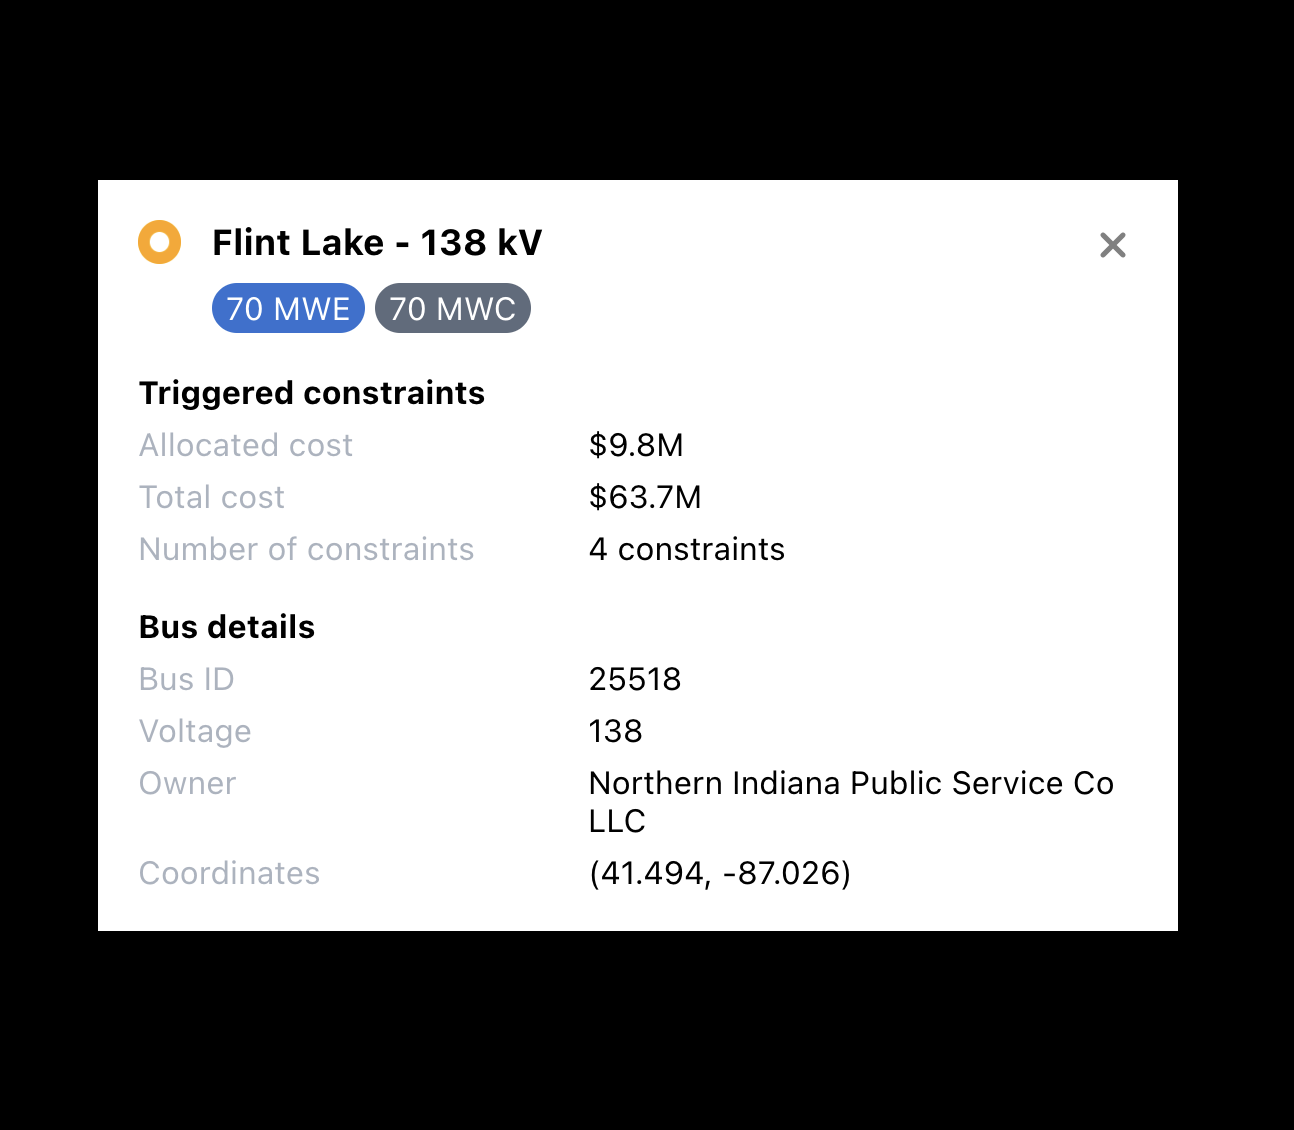 Flint Lake - 138 kV
70 MWE 70 MWC
Triggered constraints
Allocated cost $9.8M
Total cost $63.7M
Number of constraints 4 constraints
Bus details
Bus ID 25518
Voltage 138
Owner Northern Indiana Public Service Co
LLC
Coordinates (41.494, -87.026)